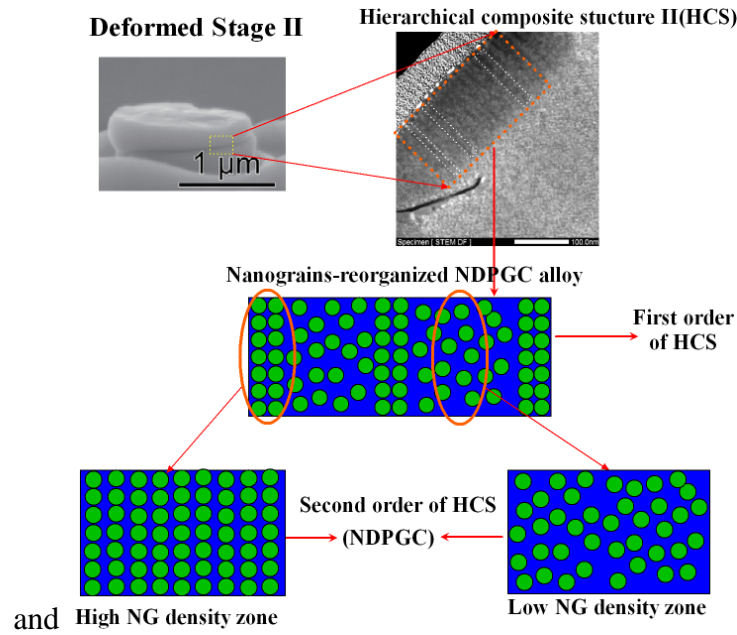 Deformed Stage II
Hierarchical composite stucture II(HCS)
1 μm
Specimen [ STEM DF ]
100.0nm
Nanograins-reorganized NDPGC alloy
First order
of HCS
Second order of HCS
(NDPGC)
and High NG density zone
Low NG density zone